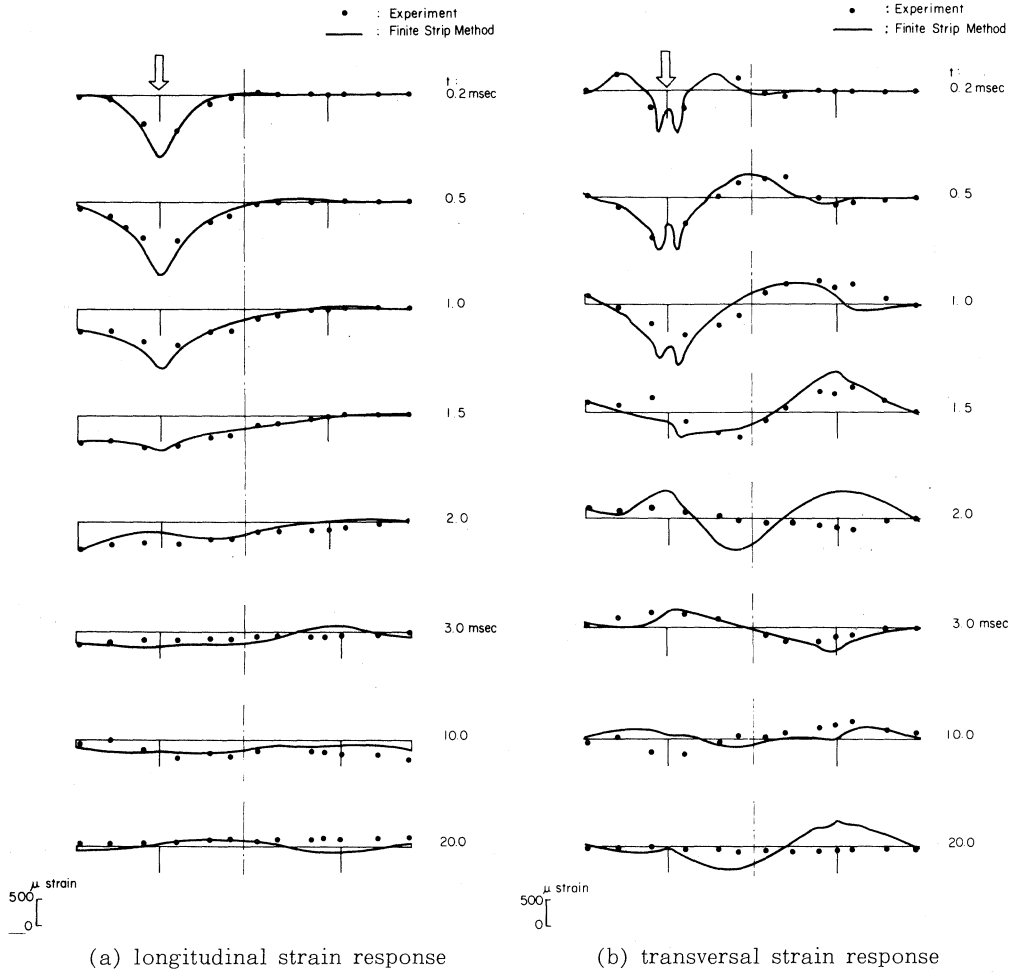 • : Experiment
— : Finite Strip Method
t :
0.2 msec
0.5
1.0
1.5
2.0
3.0 msec
10.0
20.0
μ strain
500
0
(a) longitudinal strain response
• : Experiment
— ; Finite Strip Method
t:
0.2 msec
0.5
1.0
1.5
2.0
3.0 msec
10.0
20.0
μ strain
500
0
(b) transversal strain response